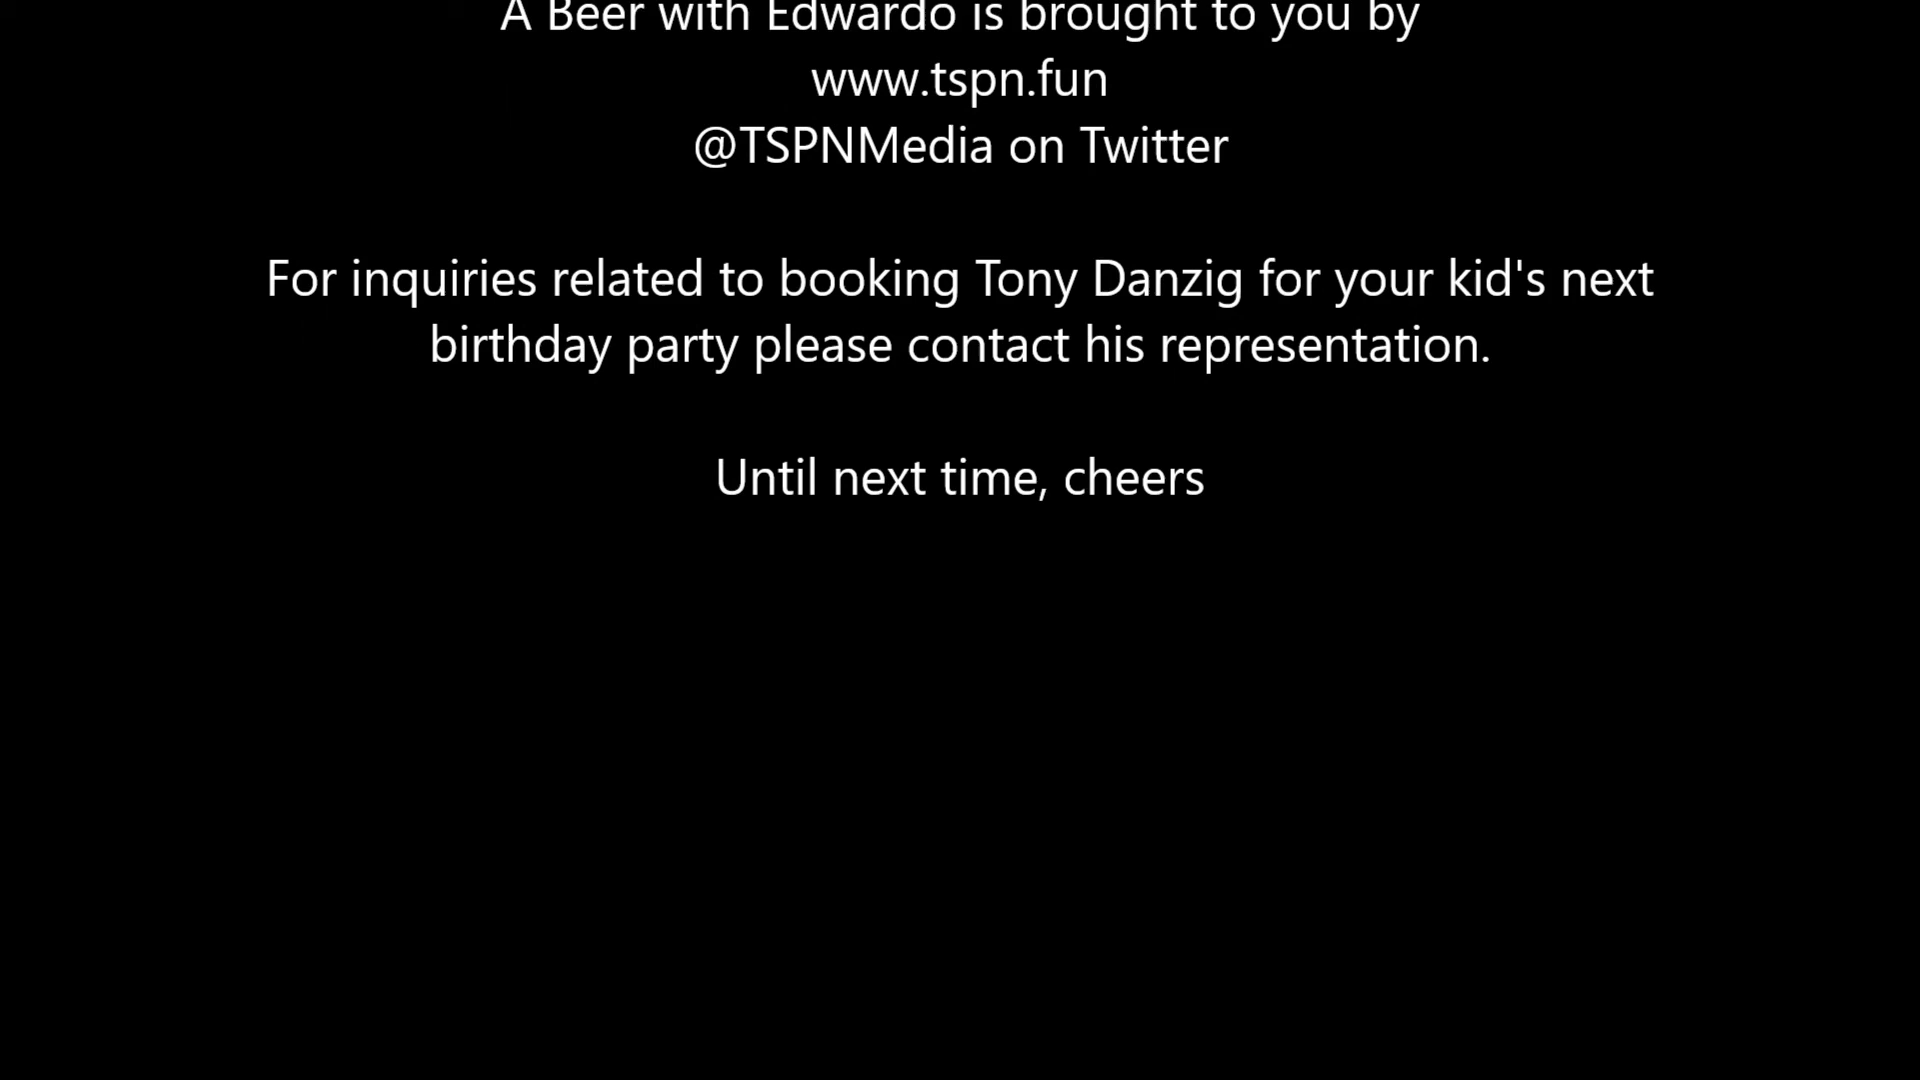 A Beer with Edwardo is brought to you by
www.tspn.fun
@TSPNMedia on Twitter
For inquiries related to booking Tony Danzig for your kid's next
birthday party please contact his representation.
Until next time, cheers